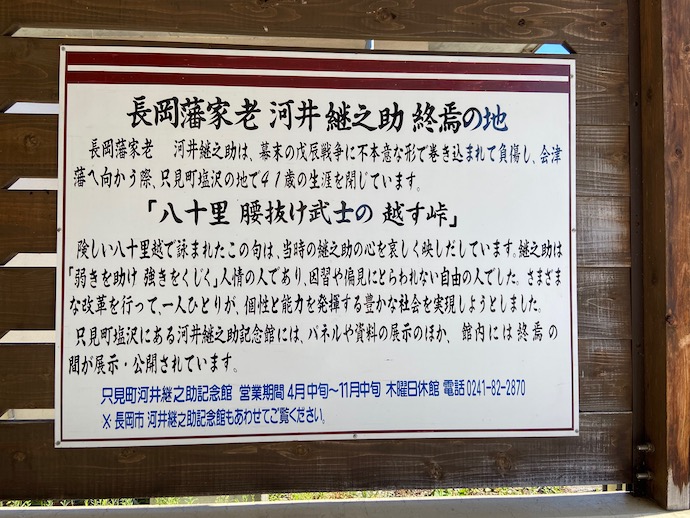 長岡藩家老 河井継之助 終焉の地
長岡藩家老 河井継之助は、幕末の戊辰戦争に不本意な形で巻き込まれて負傷し、会津
藩へ向かう際、只見町塩沢の地で41歳の生涯を閉じています。
「八十里 腰抜け武士の 越す峠」
険しい八十里越で詠まれたこの句は、当時の継之助の心を哀しく映しだしています。継之助は
「弱きを助け 強きをくじく」人情の人であり、因習や偏見にとらわれない自由の人でした。さまざま
な改革を行って、一人ひとりが、個性と能力を発揮する豊かな社会を実現しようとしました。
只見町塩沢にある河井継之助記念館には、パネルや資料の展示のほか、館内には終焉の
間が展示・公開されています。
只見町河井継之助記念館 営業期間 4月中旬～11月中旬 木曜日休館 電話0241-82-2870
※長岡市 河井継之助記念館もあわせてご覧ください。